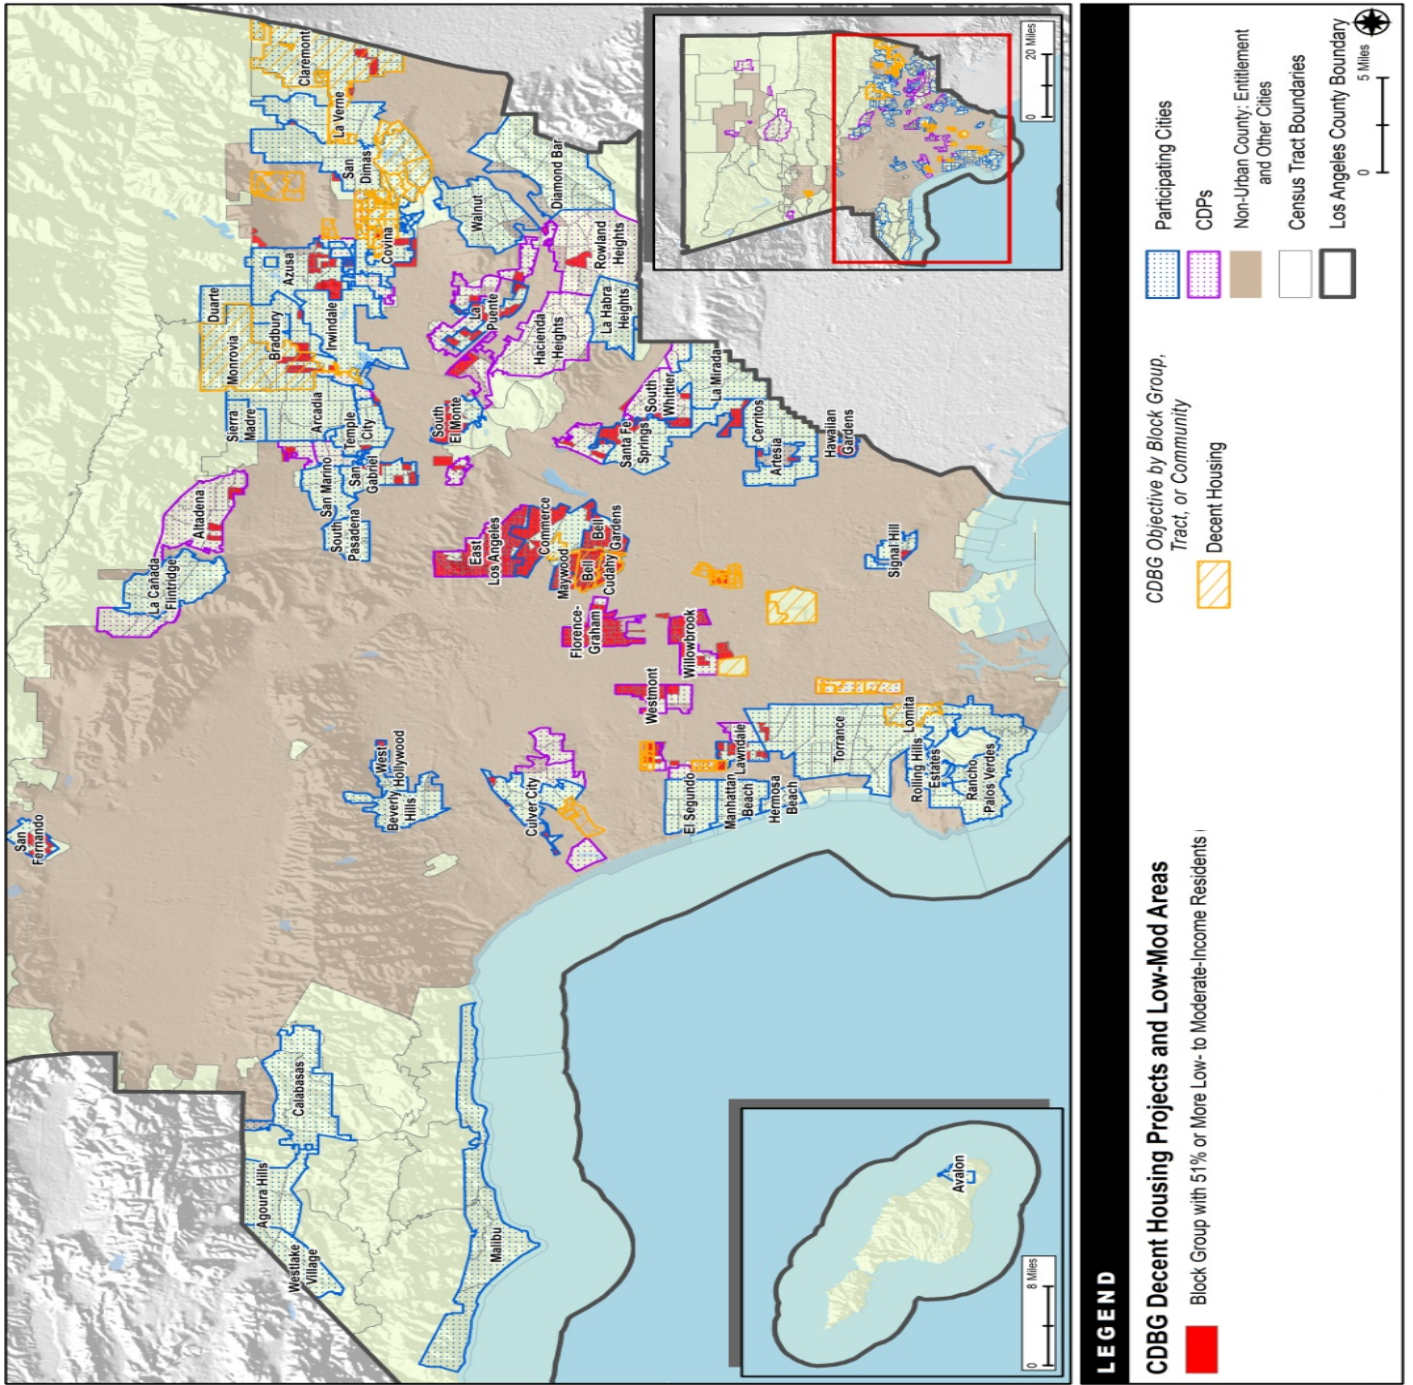 San
Fernando
La Cañada
Flintridge
Altadena
Sierra
Madre
Monrovia
Duarte
Bradbury
Azusa
Irwindale
Arcadia
Temple
City
San Marino
San
Gabriel
South
Pasadena
San
Dimas
La Verne
Claremont
Covina
Walnut
Diamond Bar
La
Puente
Rowland
Heights
Hacienda
Heights
La Habra
Heights
South
El Monte
South
Whittier
La Mirada
Santa Fe
Springs
Cerritos
Artesia
Hawaiian
Gardens
East
Los Angeles
Commerce
Maywood
Bell
Bell
Gardens
Cudahy
Florence-
Graham
Willowbrook
Westmont
Signal Hill
West
Hollywood
Beverly
Hills
Culver City
El Segundo
Manhattan
Beach
Hermosa
Beach
Lawndale
Torrance
Lomita
Rolling Hills
Estates
Rancho
Palos Verdes
Calabasas
Agoura Hills
Westlake
Village
Malibu
Avalon
0 8 Miles
0 20 Miles
LEGEND
CDBG Decent Housing Projects and Low-Mod Areas
Block Group with 51% or More Low- to Moderate-Income Residents (
CDBG Objective by Block Group,
Tract, or Community
Decent Housing
Participating Cities
CDPs
Non-Urban County: Entitlement
and Other Cities
Census Tract Boundaries
Los Angeles County Boundary
0 5 Miles